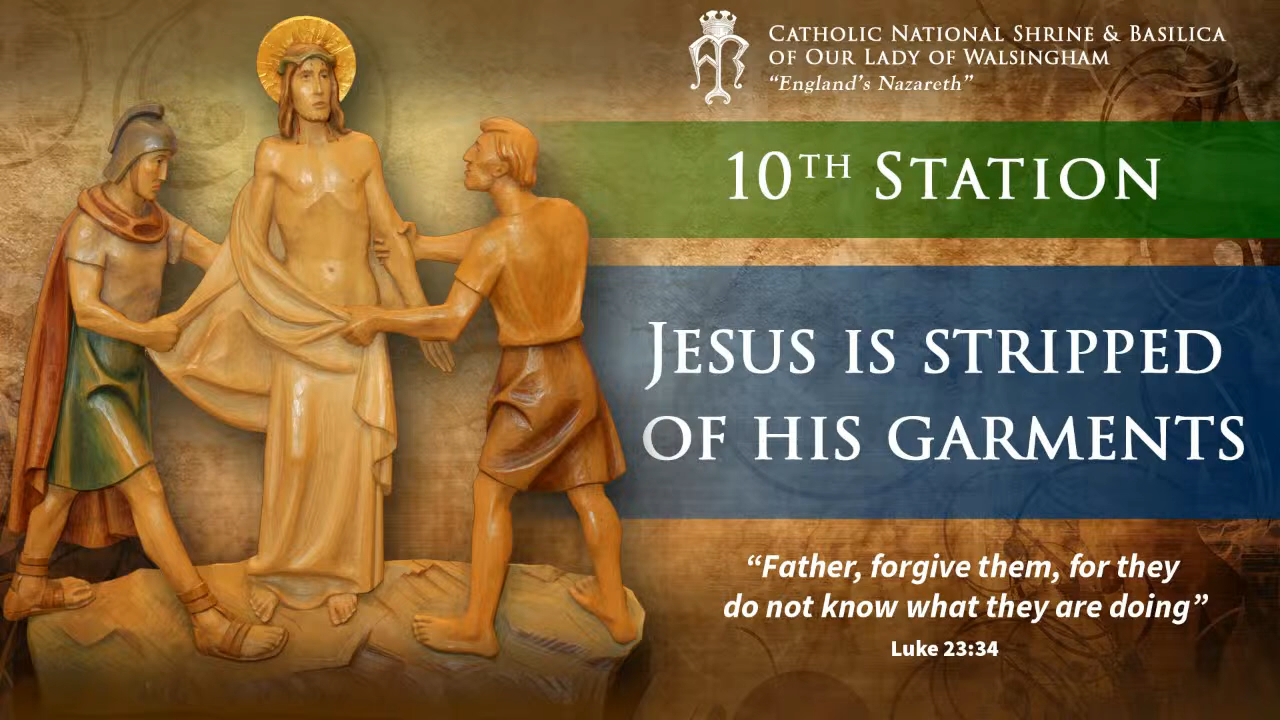 Catholic National Shrine & Basilica
of Our Lady of Walsingham
“England’s Nazareth”
10th Station
Jesus is stripped
of his garments
“Father, forgive them, for they
do not know what they are doing”
Luke 23:34